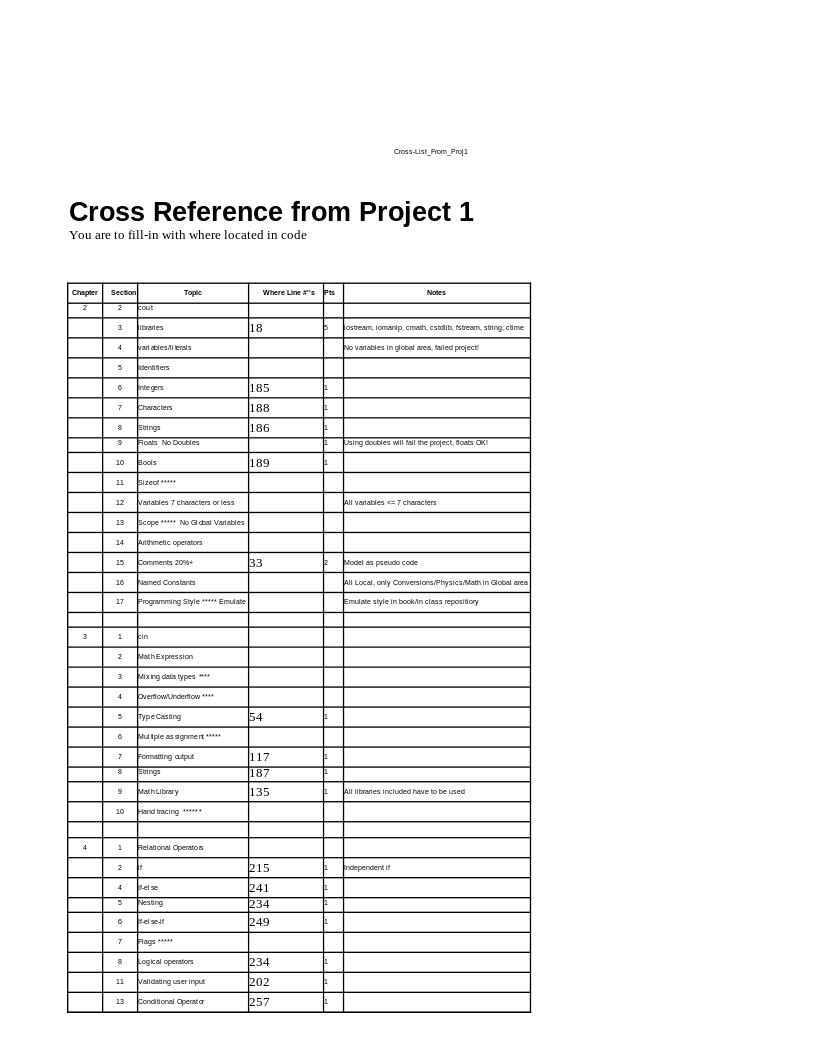 Cross-List_From_Proj1
Cross Reference from Project 1
You are to fill-in with where located in code
Chapter Section Topic Where Line #"s Pts Notes
2 2 cout
3 libraries 18 5 iostream, iomanip, cmath, cstdlib, fstream, string, ctime
4 variables/literals No variables in global area, failed project!
5 Identifiers
6 Integers 185 1
7 Characters 188 1
8 Strings 186 1
9 Floats No Doubles 1 Using doubles will fail the project, floats OK!
10 Bools 189 1
11 Sizeof *****
12 Variables 7 characters or less All variables <= 7 characters
13 Scope ***** No Global Variables
14 Arithmetic operators
15 Comments 20%+ 33 2 Model as pseudo code
16 Named Constants All Local, only Conversions/Physics/Math in Global area
17 Programming Style ***** Emulate Emulate style in book/in class repositiory
3 1 cin
2 Math Expression
3 Mixing data types ****
4 Overflow/Underflow ****
5 Type Casting 54 1
6 Multiple assignment *****
7 Formatting output 117 1
8 Strings 187 1
9 Math Library 135 1 All libraries included have to be used
10 Hand tracing ******
4 1 Relational Operators
2 if 215 1 Independent if
4 If-else 241 1
5 Nesting 234 1
6 If-else-if 249 1
7 Flags *****
8 Logical operators 234 1
11 Validating user input 202 1
13 Conditional Operator 257 1